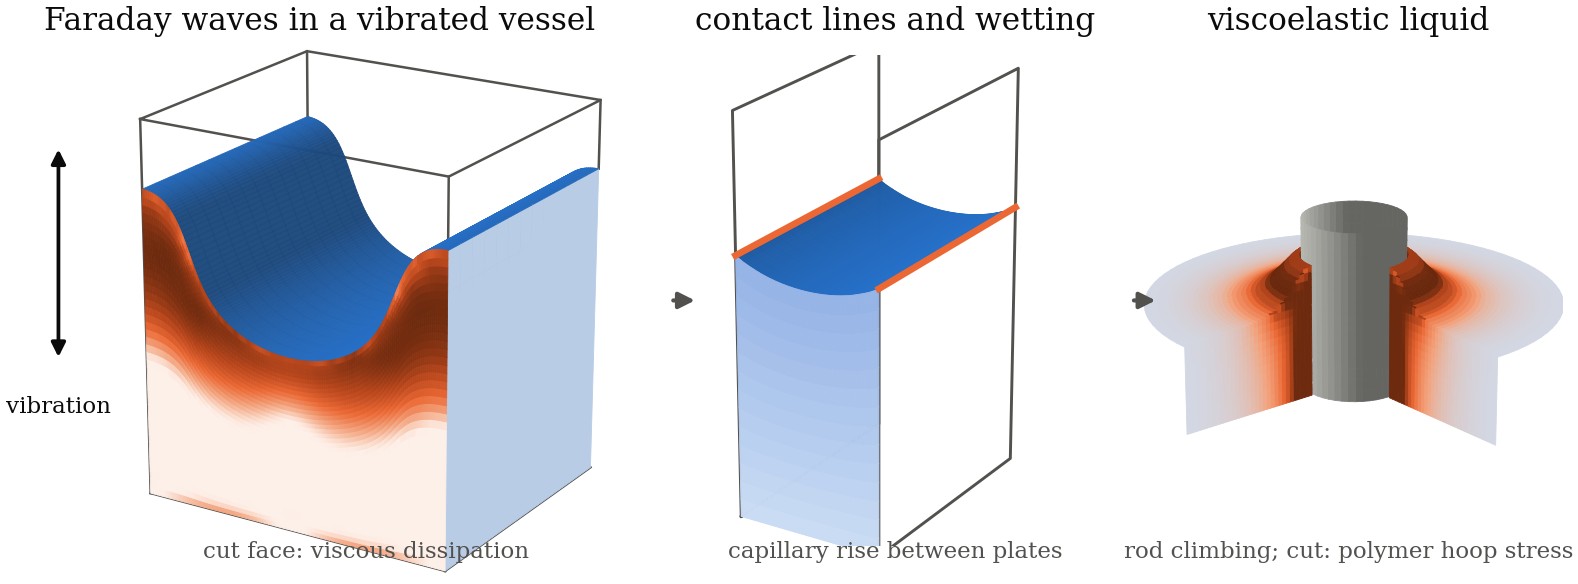 Faraday waves in a vibrated vessel
contact lines and wetting
viscoelastic liquid
vibration
cut face: viscous dissipation
capillary rise between plates
rod climbing; cut: polymer hoop stress